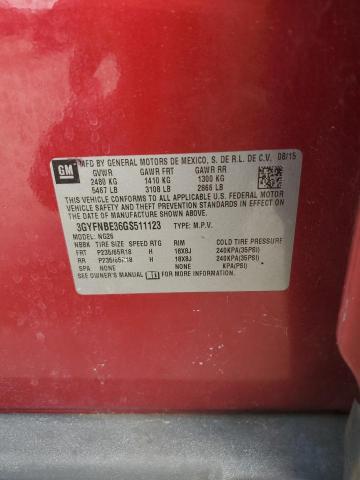 GM
MFD BY GENERAL MOTORS DE MEXICO, S. DE R.L. DE C.V. 08/15
GVWR GAWR FRT GAWR RR
2480 KG 1410 KG 1300 KG
5467 LB 3108 LB 2866 LB
THIS VEHICLE CONFORMS TO ALL APPLICABLE U.S. FEDERAL MOTOR
VEHICLE SAFETY AND THEFT PREVENTION STANDARDS IN EFFECT ON
THE DATE OF MANUFACTURE SHOWN ABOVE.
3GYFNBE36GS511123 TYPE: M.P.V.
MODEL: NG26
NBBK TIRE SIZE SPEED RTG RIM COLD TIRE PRESSURE
FRT P235/65R18 H 18X8J 240KPA(35PSI)
RR P235/65R18 H 18X8J 240KPA(35PSI)
SPA NONE NONE KPA(PSI)
SEE OWNER'S MANUAL FOR MORE INFORMATION.